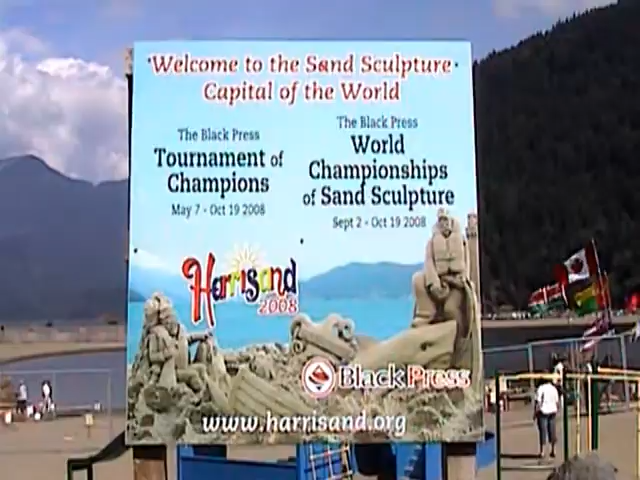 Welcome to the Sand Sculpture
Capital of the World
The Black Press
Tournament of
Champions
May 7 - Oct 19 2008
The Black Press
World
Championships
of Sand Sculpture
Sept 2 - Oct 19 2008
Harrisand
2008
Black Press
www.harrisand.org